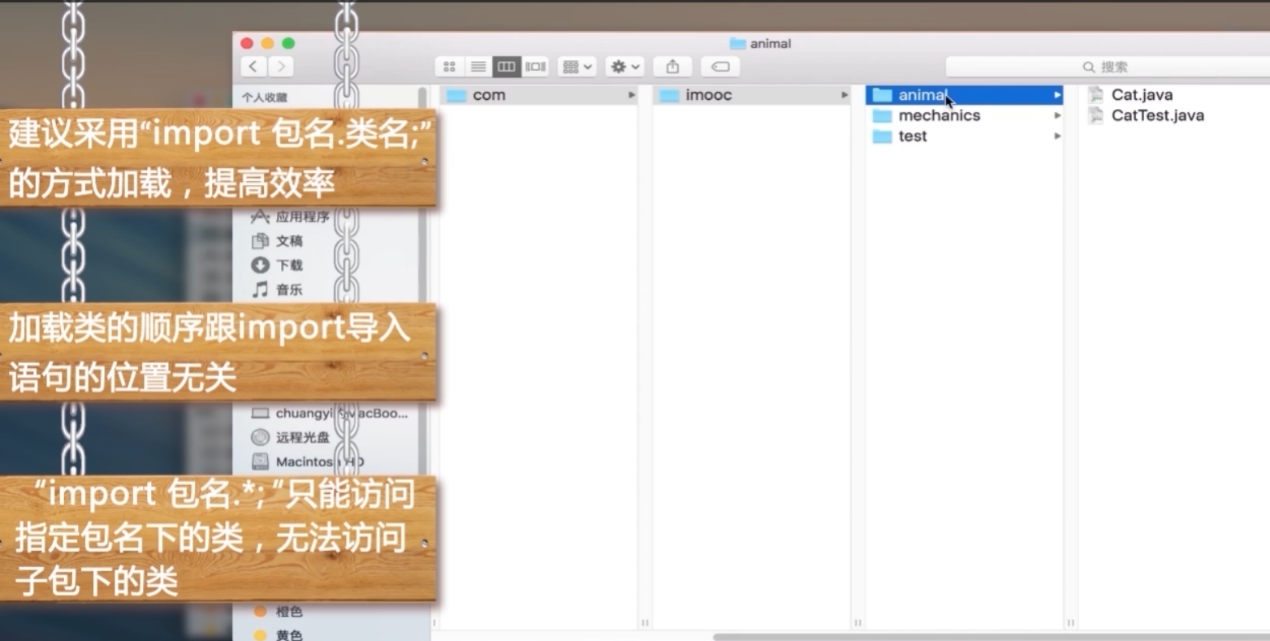 animal
搜索
个人收藏
com
imooc
animal
mechanics
test
Cat.java
CatTest.java
建议采用“import 包名.类名;”
的方式加载，提高效率
应用程序
文稿
下载
音乐
加载类的顺序跟import导入
语句的位置无关
远程光盘
Macintosh HD
“import 包名.*;”只能访问
指定包名下的类，无法访问
子包下的类
橙色
黄色